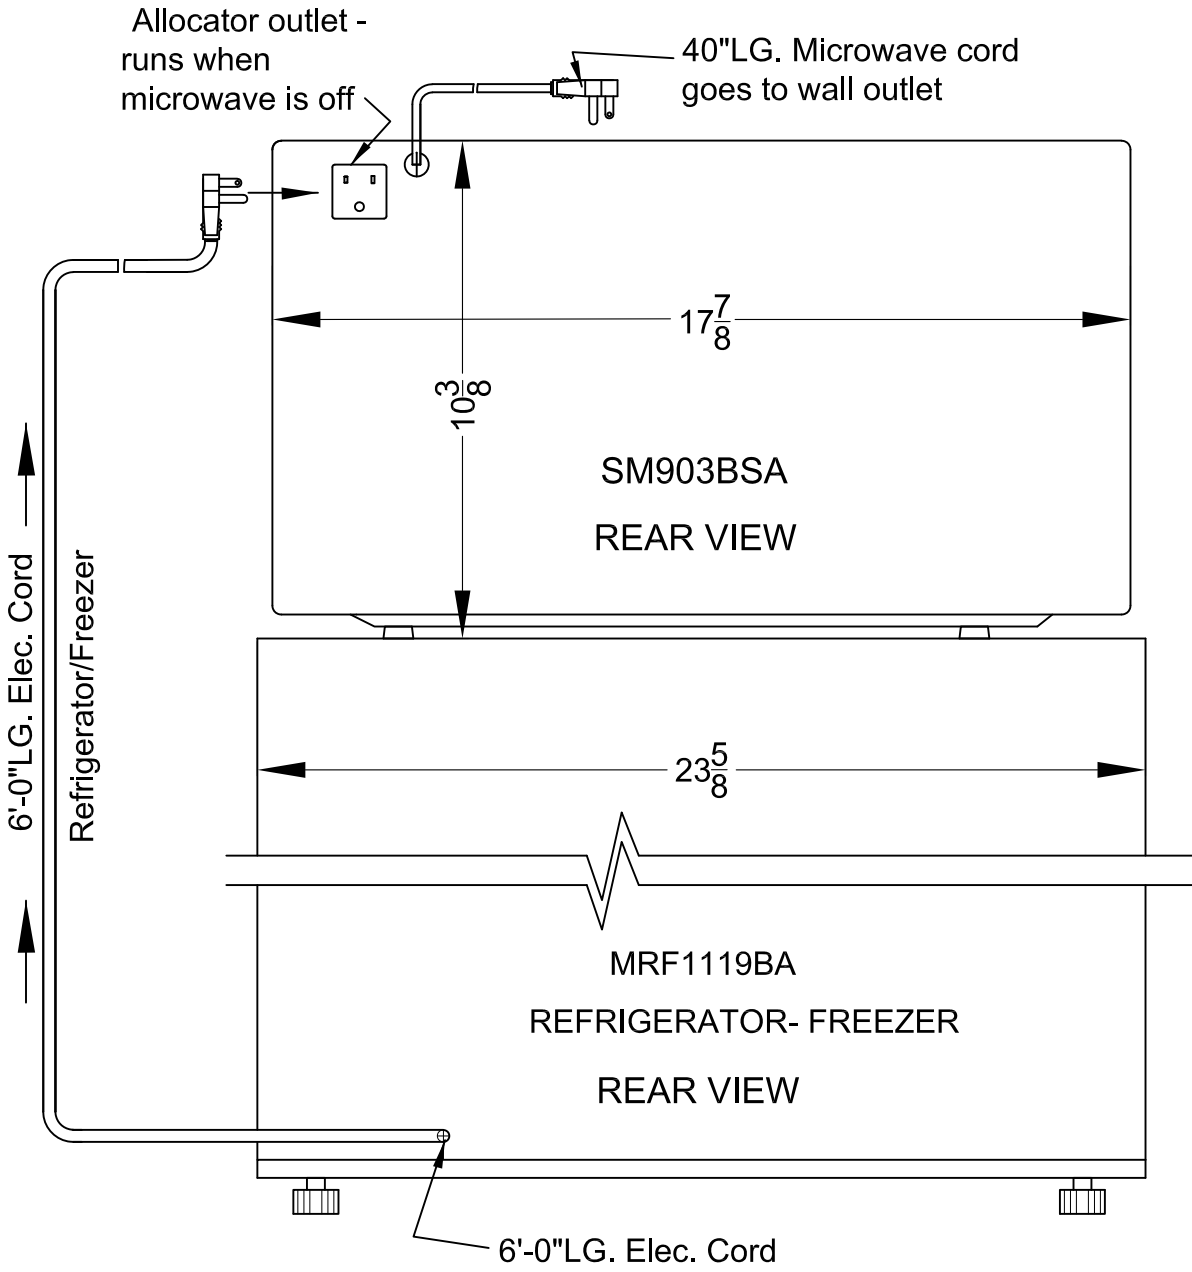 Allocator outlet -
runs when
microwave is off
40"LG. Microwave cord
goes to wall outlet
17 7/8
10 3/8
SM903BSA
REAR VIEW
6'-0"LG. Elec. Cord
Refrigerator/Freezer
23 5/8
MRF1119BA
REFRIGERATOR- FREEZER
REAR VIEW
6'-0"LG. Elec. Cord